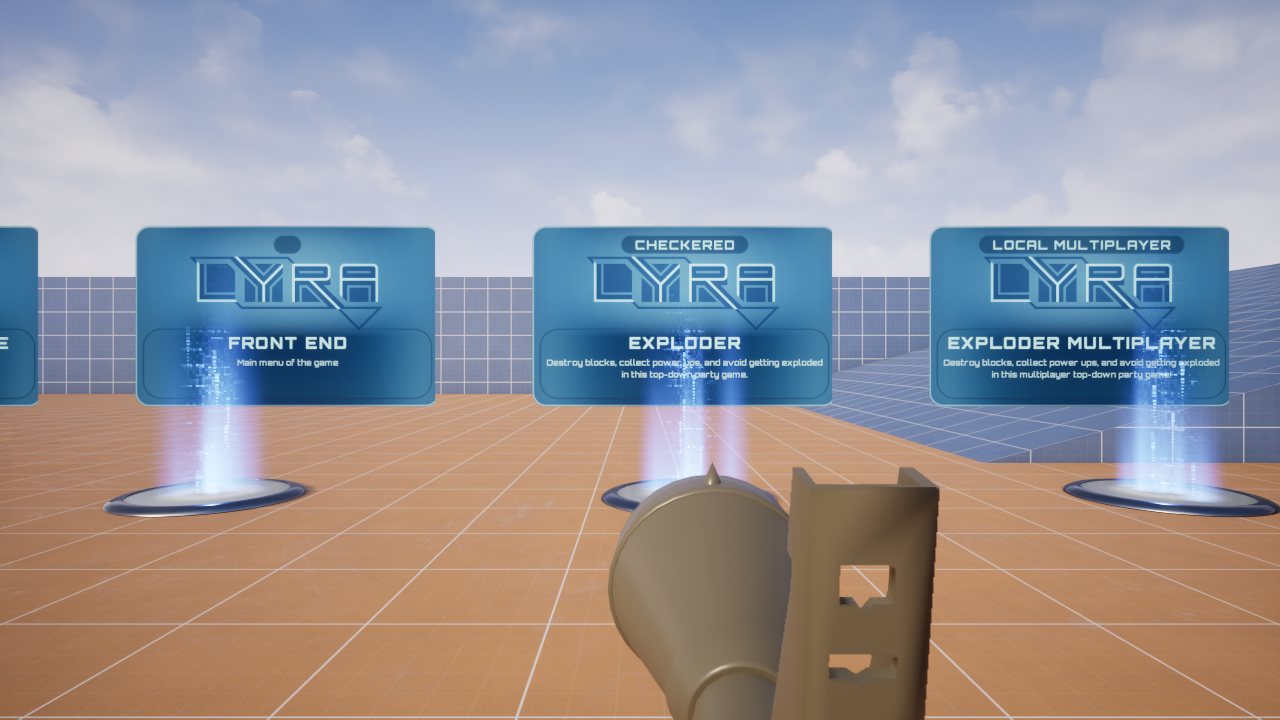 E
LYRA
FRONT END
Main menu of the game
CHECKERED
LYRA
EXPLODER
Destroy blocks, collect power ups, and avoid getting exploded
in this top-down party game.
LOCAL MULTIPLAYER
LYRA
EXPLODER MULTIPLAYER
Destroy blocks, collect power ups, and avoid getting exploded
in this multiplayer top-down party game!